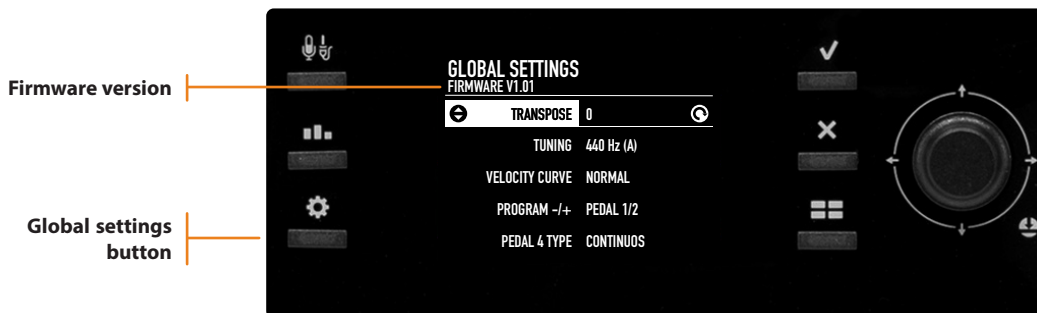 Firmware version
Global settings
button
GLOBAL SETTINGS
FIRMWARE V1.01
TRANSPOSE 0
TUNING 440 Hz (A)
VELOCITY CURVE NORMAL
PROGRAM -/+ PEDAL 1/2
PEDAL 4 TYPE CONTINUOS